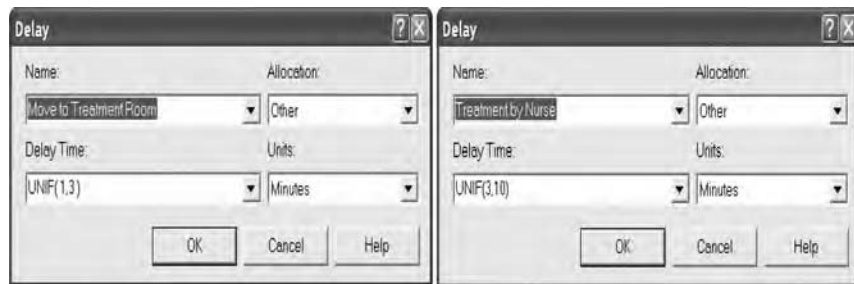 Delay
Name: Allocation:
Move to Treatment Room Other
Delay Time: Units:
UNIF(1,3) Minutes
OK Cancel Help
Delay
Name: Allocation:
Treatment by Nurse Other
Delay Time: Units:
UNIF(3,10) Minutes
OK Cancel Help